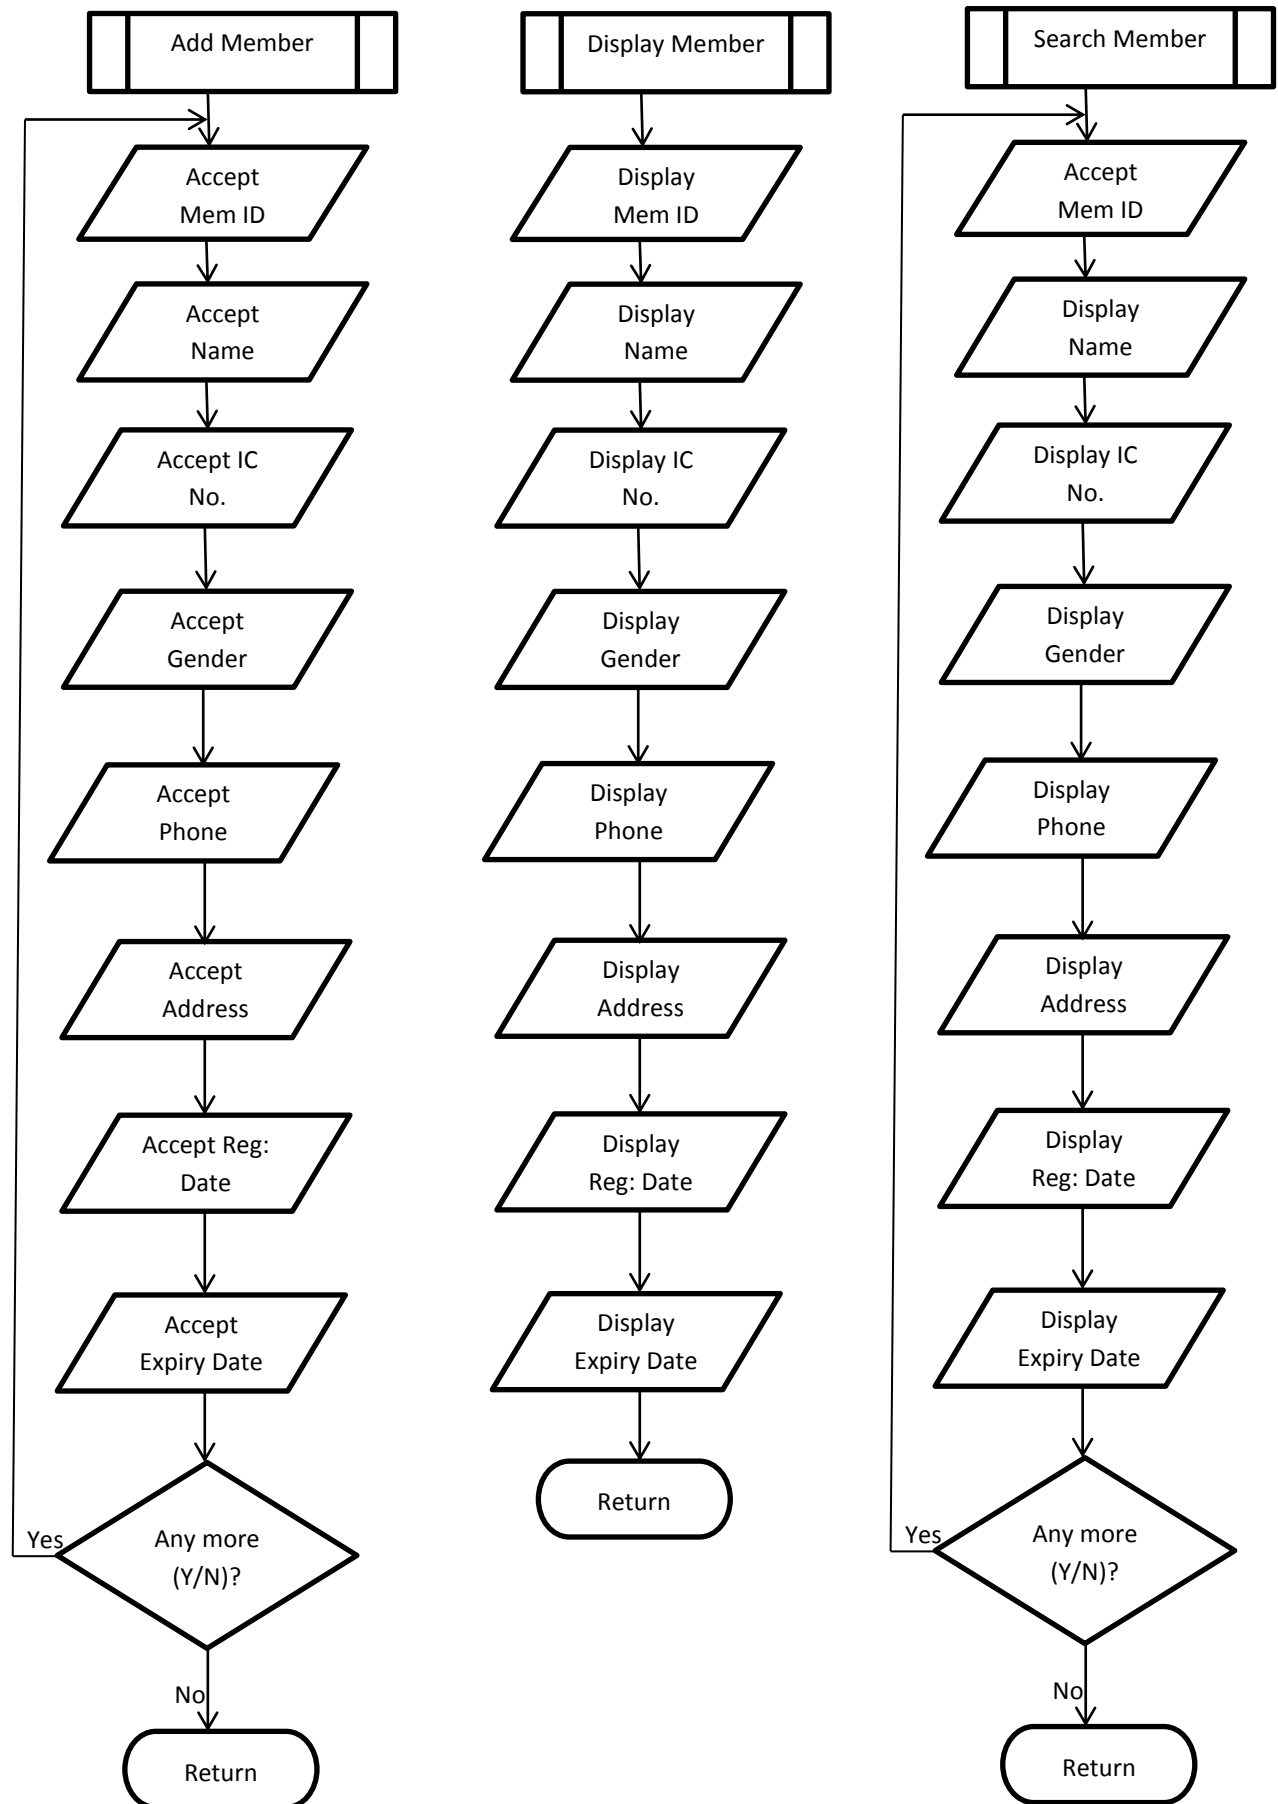 Add Member
Accept
Mem ID
Accept
Name
Accept IC
No.
Accept
Gender
Accept
Phone
Accept
Address
Accept Reg:
Date
Accept
Expiry Date
Any more
(Y/N)?
Yes
No
Return
Display Member
Display
Mem ID
Display
Name
Display IC
No.
Display
Gender
Display
Phone
Display
Address
Display
Reg: Date
Display
Expiry Date
Return
Search Member
Accept
Mem ID
Display
Name
Display IC
No.
Display
Gender
Display
Phone
Display
Address
Display
Reg: Date
Display
Expiry Date
Any more
(Y/N)?
Yes
No
Return